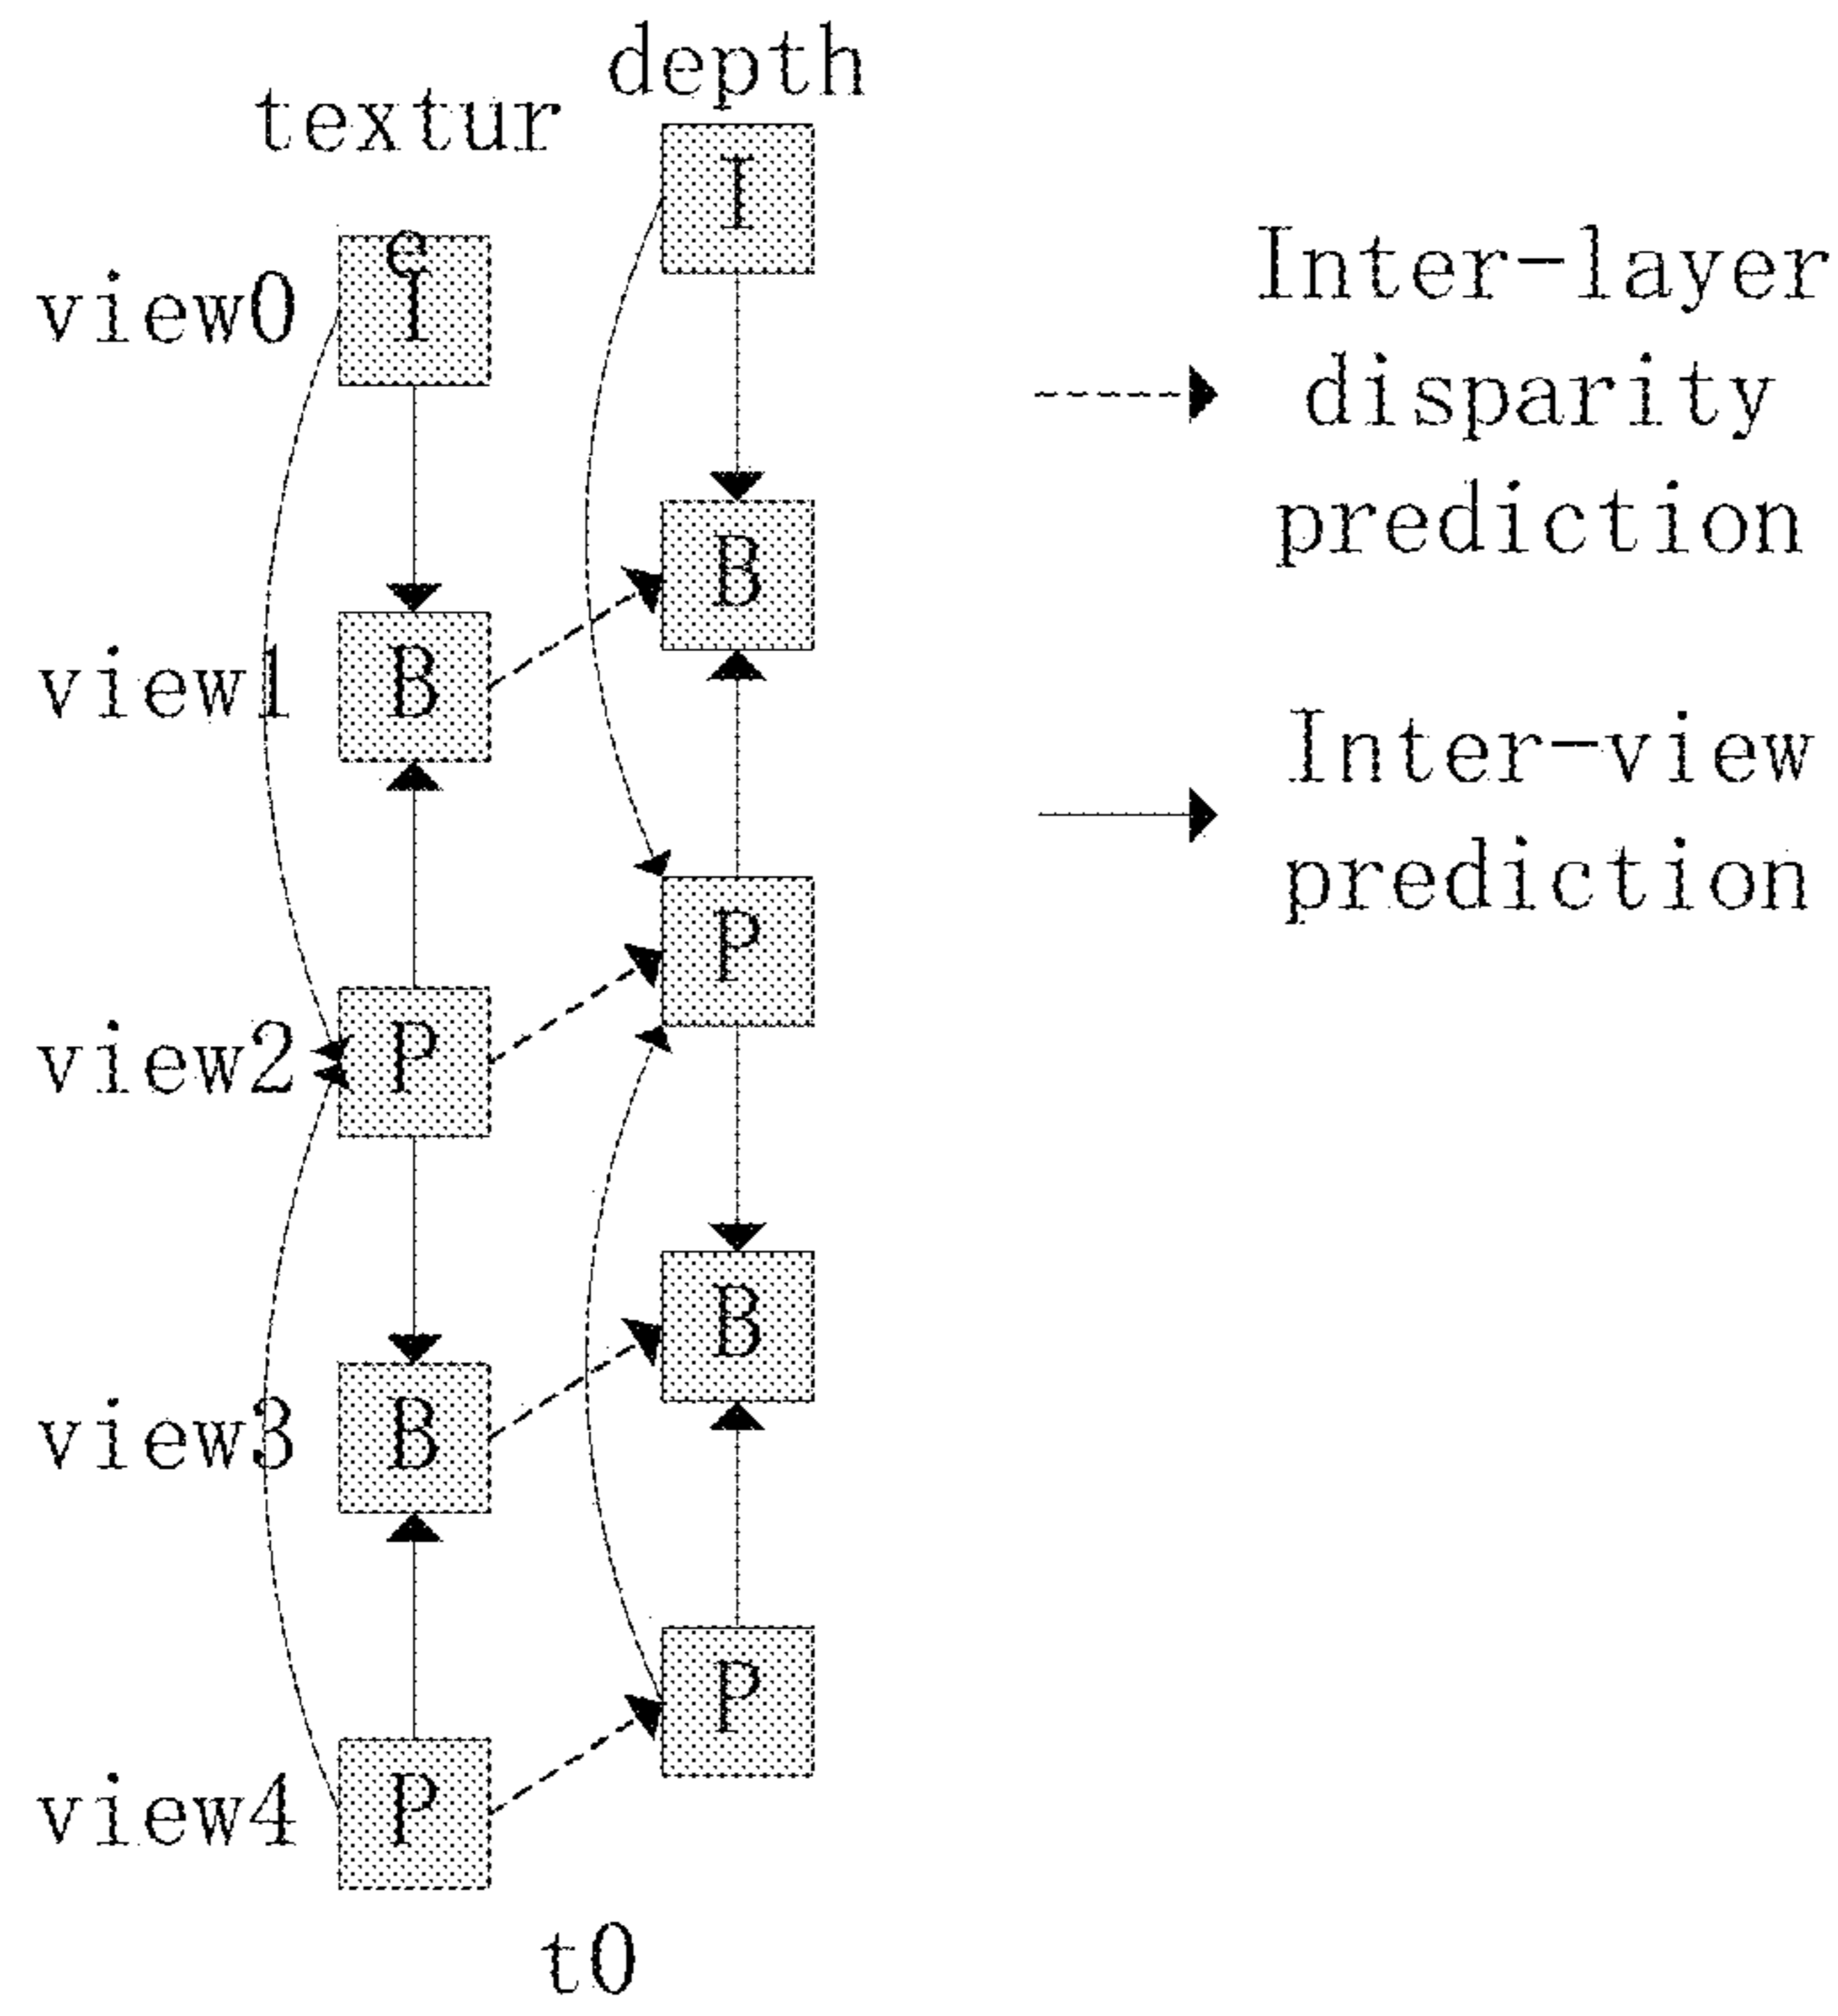 depth
textur
e
I
view0 I
Inter-layer
disparity
prediction
B
view1 B
Inter-view
prediction
P
view2 P
B
view3 B
P
view4 P
t0